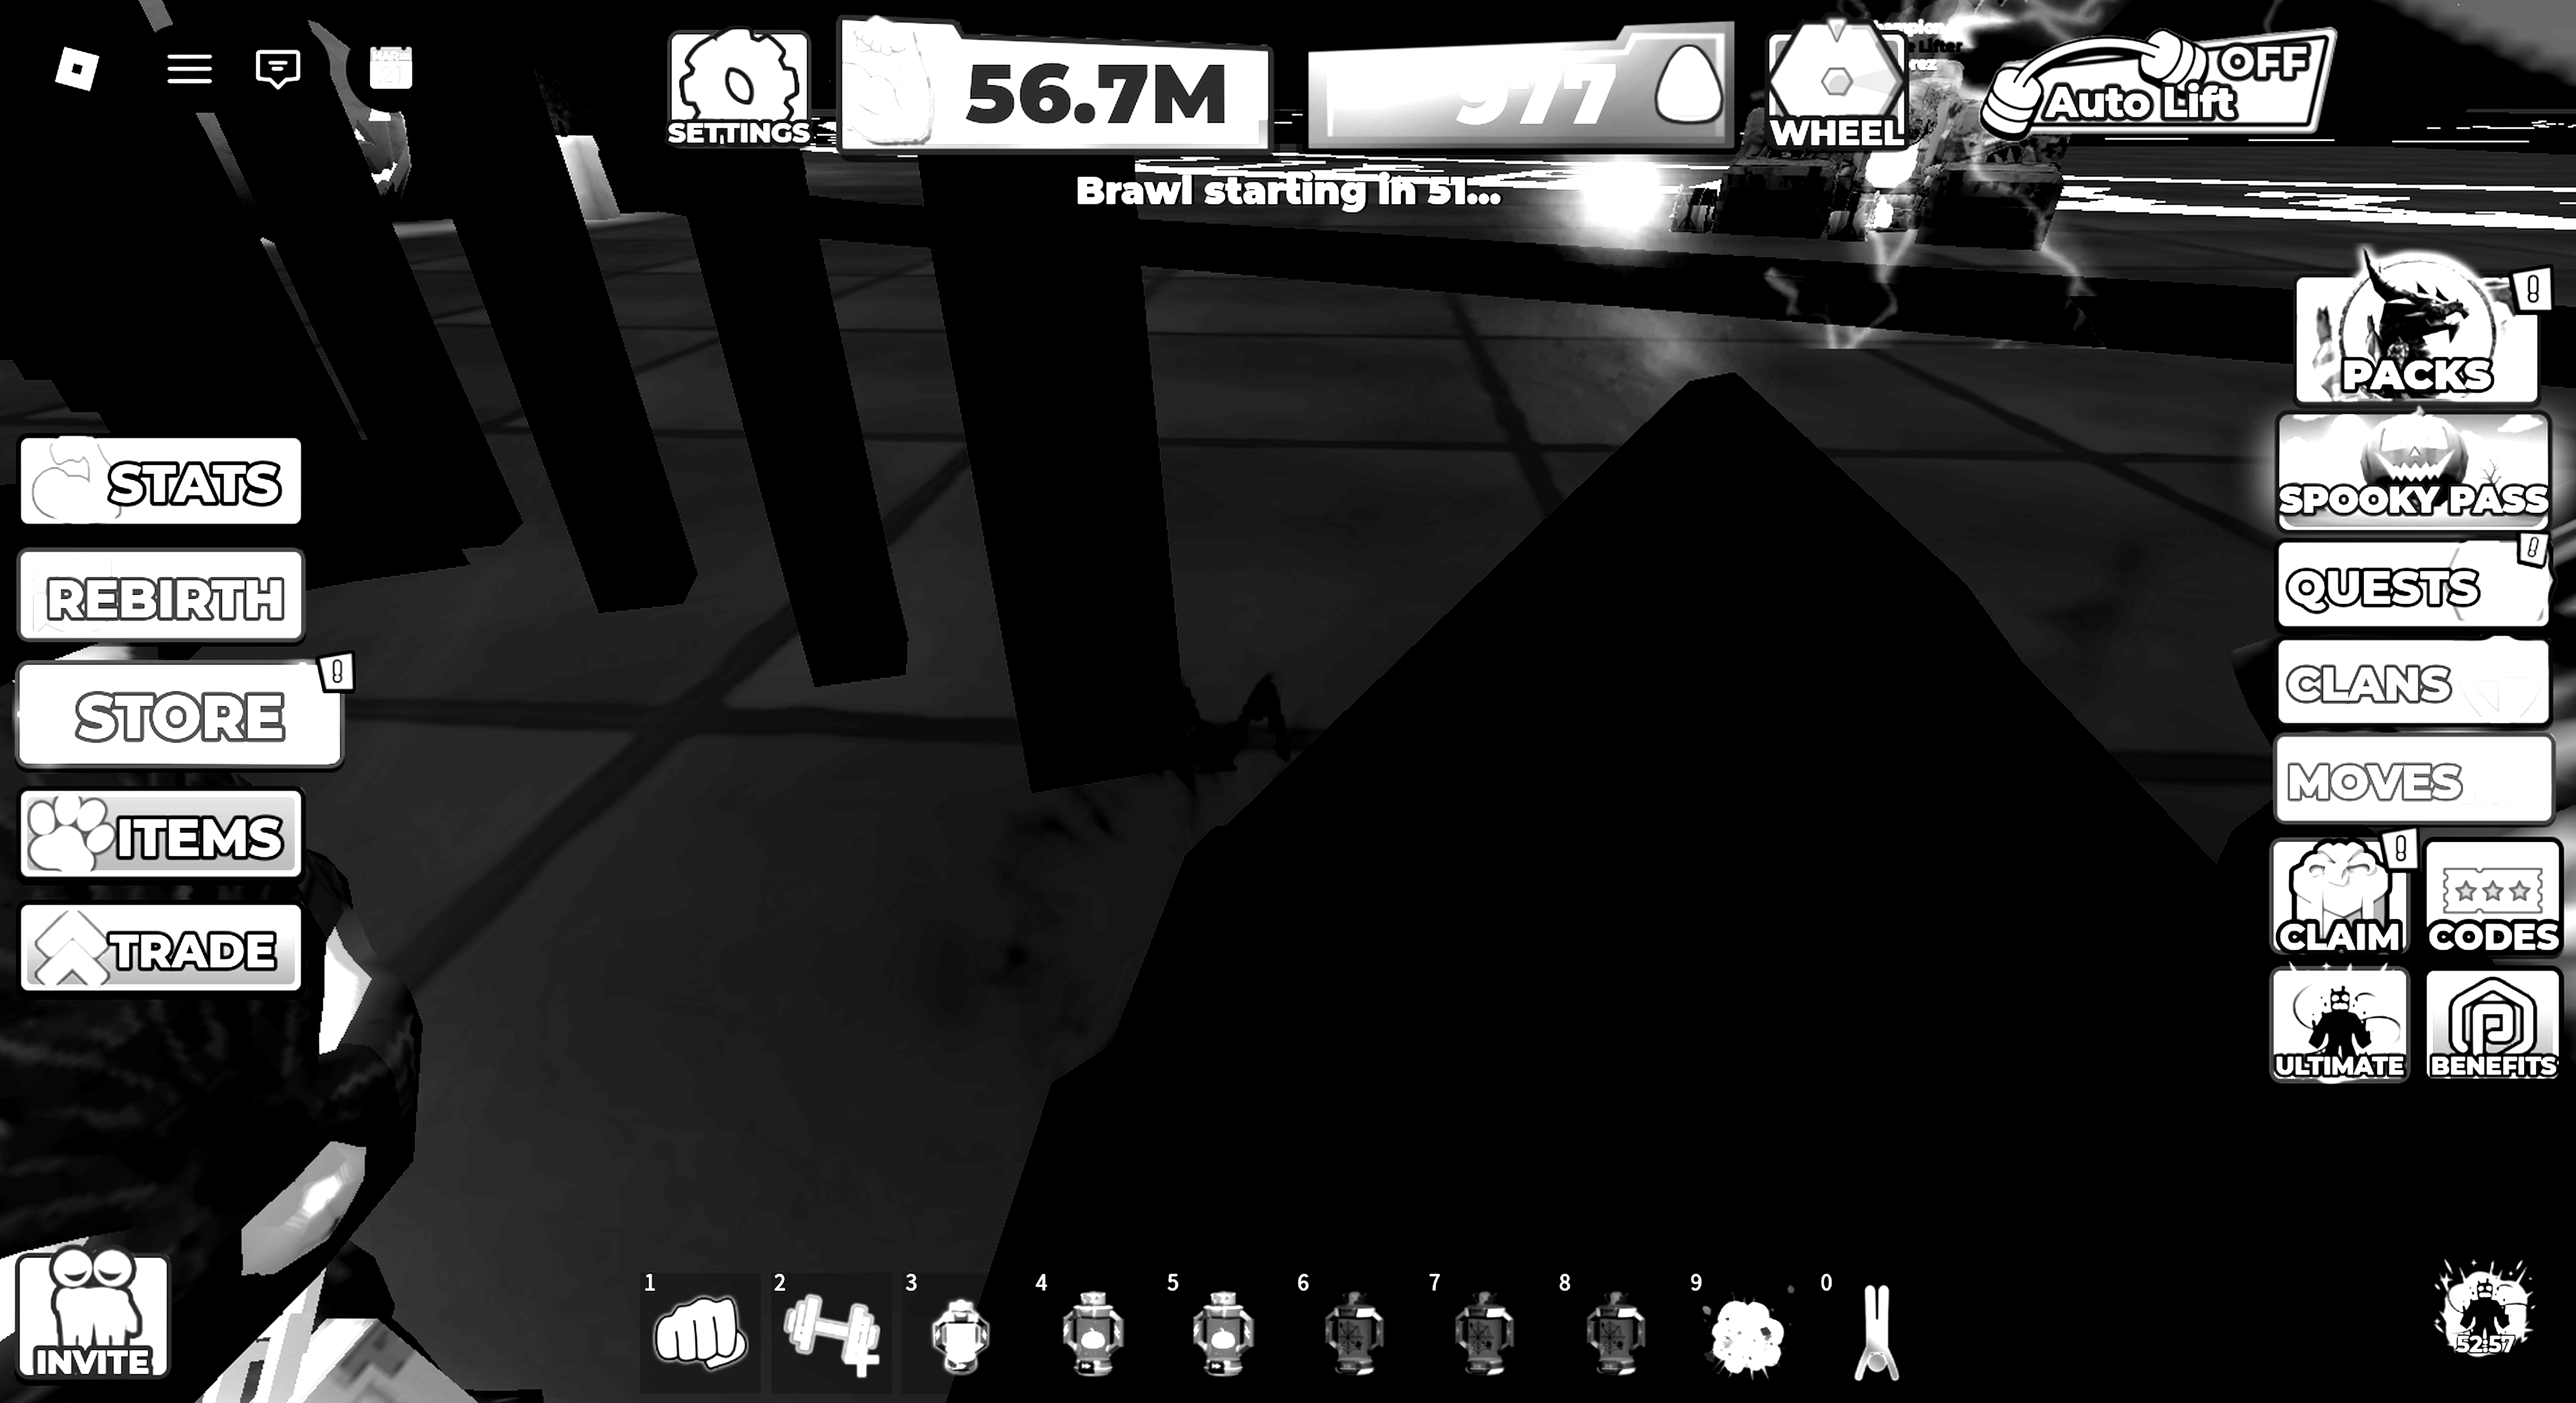 SETTINGS
56.7M
977
WHEEL
OFF
Auto Lift
Brawl starting in 51...
PACKS
SPOOKY PASS
STATS
REBIRTH
STORE
ITEMS
TRADE
QUESTS
CLANS
MOVES
CLAIM
CODES
ULTIMATE
BENEFITS
INVITE
1 2 3 4 5 6 7 8 9 0
52:57